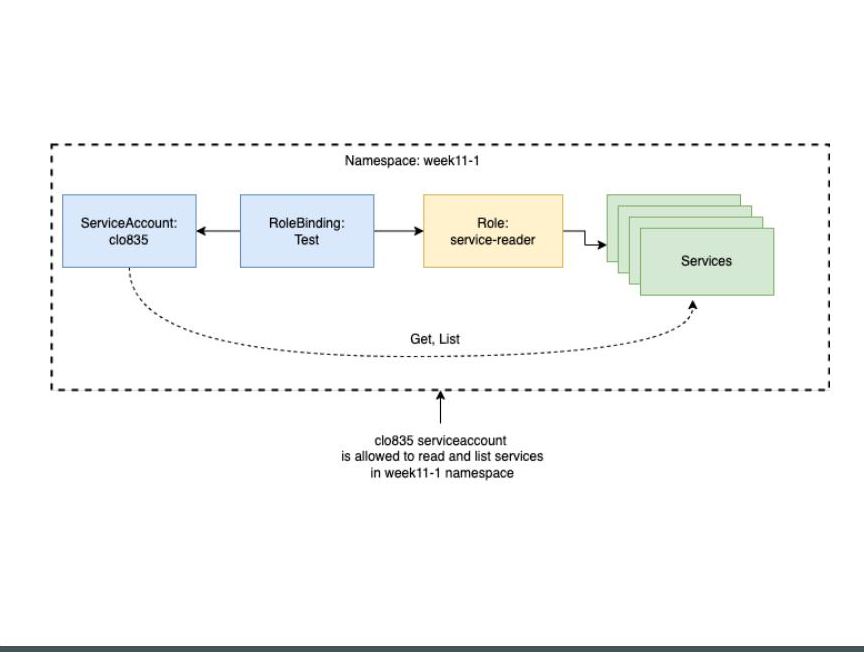 Namespace: week11-1
ServiceAccount:
clo835
RoleBinding:
Test
Role:
service-reader
Services
Get, List
clo835 serviceaccount
is allowed to read and list services
in week11-1 namespace